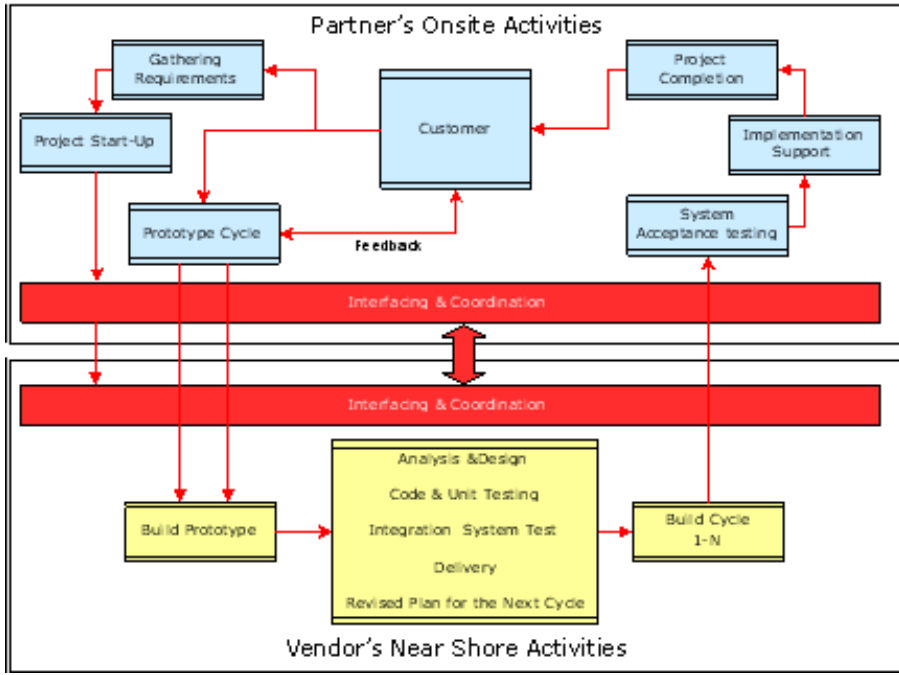 Partner's Onsite Activities
Gathering
Requirements
Project
Completion
Customer
Project Start-Up
Implementation
Support
Prototype Cycle
System
Acceptance testing
Feedback
Interfacing & Coordination
Interfacing & Coordination
Analysis &Design
Code & Unit Testing
Build Prototype
Integration System Test
Build Cycle
1-N
Delivery
Revised Plan for the Next Cycle
Vendor's Near Shore Activities